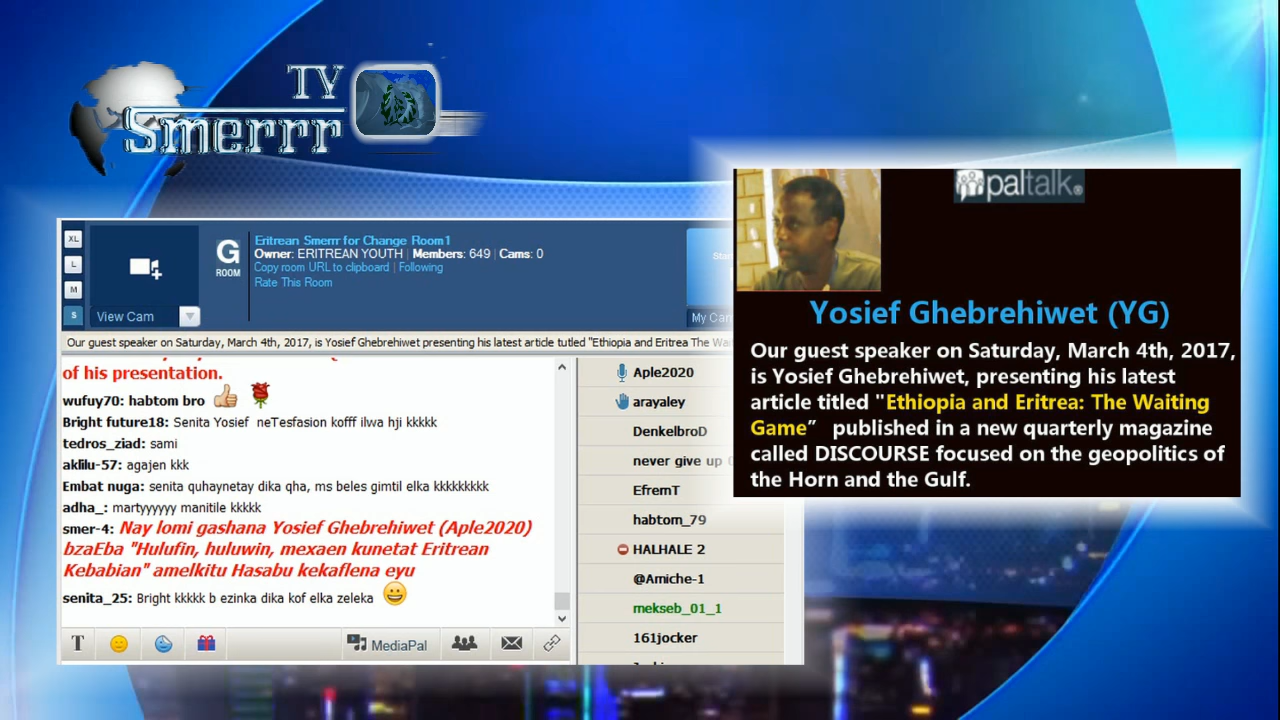 TV
Smerrr
XL
L
M
S
View Cam
G
ROOM
Eritrean Smerrr for Change Room1
Owner: ERITREAN YOUTH | Members: 649 | Cams: 0
Copy room URL to clipboard | Following
Rate This Room
My Cam
Our guest speaker on Saturday, March 4th, 2017, is Yosief Ghebrehiwet presenting his latest article tutled "Ethiopia and Eritrea The
of his presentation.
wufuy70: habtom bro
Bright future18: Senita Yosief neTesfasion kofff ilwa hji kkkkk
tedros_ziad: sami
aklilu-57: agajen kkk
Embat nuga: senita quhaynetay dika qha, ms beles gimtil elka kkkkkkkkk
adha_: martyyyyyy manitile kkkkk
smer-4: Nay lomi gashana Yosief Ghebrehiwet (Aple2020)
bzaEba "Hulufin, huluwin, mexaen kunetat Eritrean
Kebabian" amelkitu Hasabu kekaflena eyu
senita_25: Bright kkkkk b ezinka dika kof elka zeleka
T
MediaPal
Aple2020
arayaley
DenkelbroD
never give up
EfremT
habtom_79
HALHALE 2
@Amiche-1
mekseb_01_1
161jocker
paltalk®
Yosief Ghebrehiwet (YG)
Our guest speaker on Saturday, March 4th, 2017,
is Yosief Ghebrehiwet, presenting his latest
article titled "Ethiopia and Eritrea: The Waiting
Game” published in a new quarterly magazine
called DISCOURSE focused on the geopolitics of
the Horn and the Gulf.